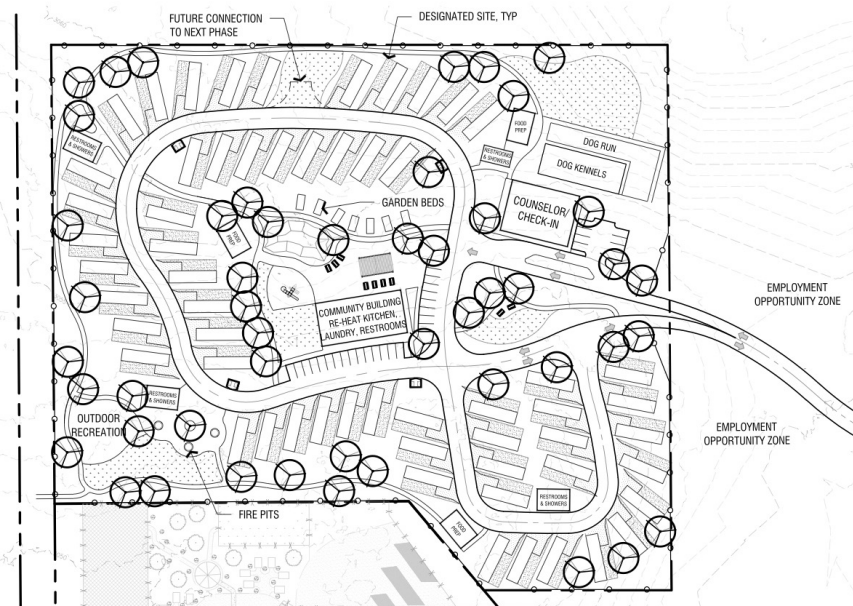 FUTURE CONNECTION
TO NEXT PHASE
DESIGNATED SITE, TYP
FOOD
PREP
DOG RUN
RESTROOMS
& SHOWERS
RESTROOMS
& SHOWERS
DOG KENNELS
GARDEN BEDS
COUNSELOR/
CHECK-IN
FOOD
PREP
EMPLOYMENT
OPPORTUNITY ZONE
COMMUNITY BUILDING
RE-HEAT KITCHEN,
LAUNDRY, RESTROOMS
RESTROOMS
& SHOWERS
OUTDOOR
RECREATION
EMPLOYMENT
OPPORTUNITY ZONE
RESTROOMS
& SHOWERS
FIRE PITS
FOOD
PREP